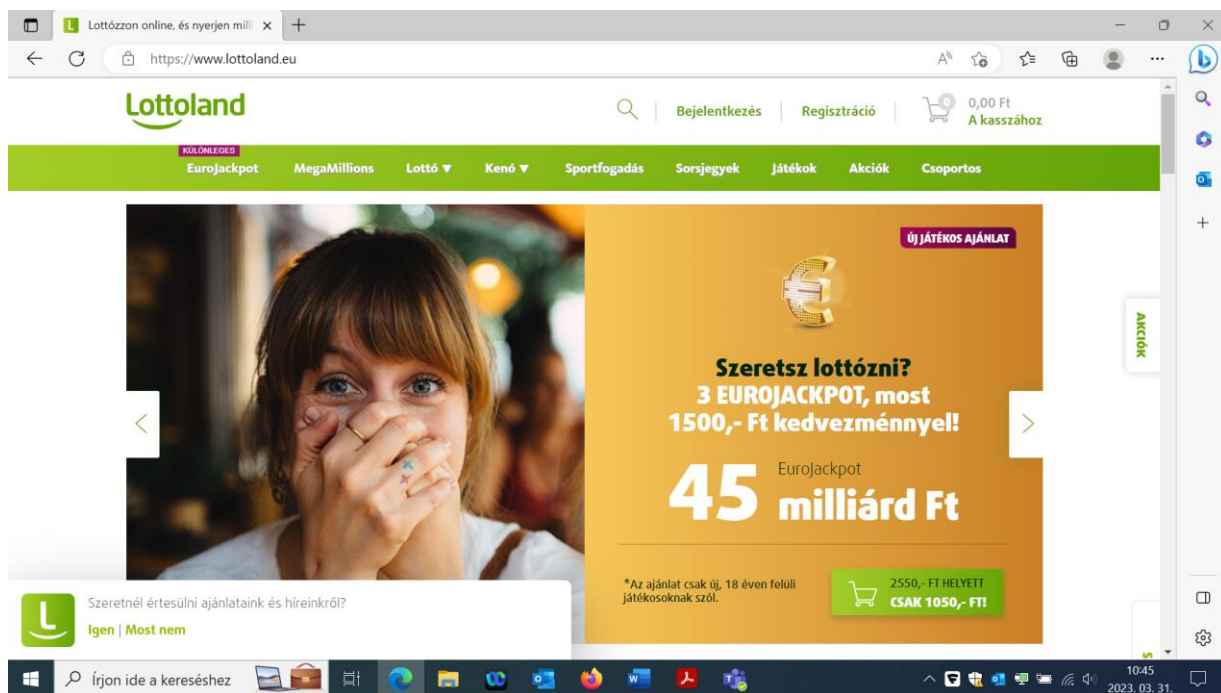 Lottózzon online, és nyerjen mill
https://www.lottoland.eu
Lottoland
Bejelentkezés
Regisztráció
0
0,00 Ft
A kasszához
KÜLÖNLEGES
EuroJackpot
MegaMillions
Lottó ▼
Kenó ▼
Sportfogadás
Sorsjegyek
Játékok
Akciók
Csoportos
ÚJ JÁTÉKOS AJÁNLAT
Szeretsz lottózni?
3 EUROJACKPOT, most
1500,- Ft kedvezménnyel!
EuroJackpot
45 milliárd Ft
*Az ajánlat csak új, 18 éven felüli
játékosoknak szól.
2550,- FT HELYETT
CSAK 1050,- FT!
AKCIÓK
Szeretnél értesülni ajánlataink és híreinkről?
Igen | Most nem
Írjon ide a kereséshez
10:45
2023. 03. 31.